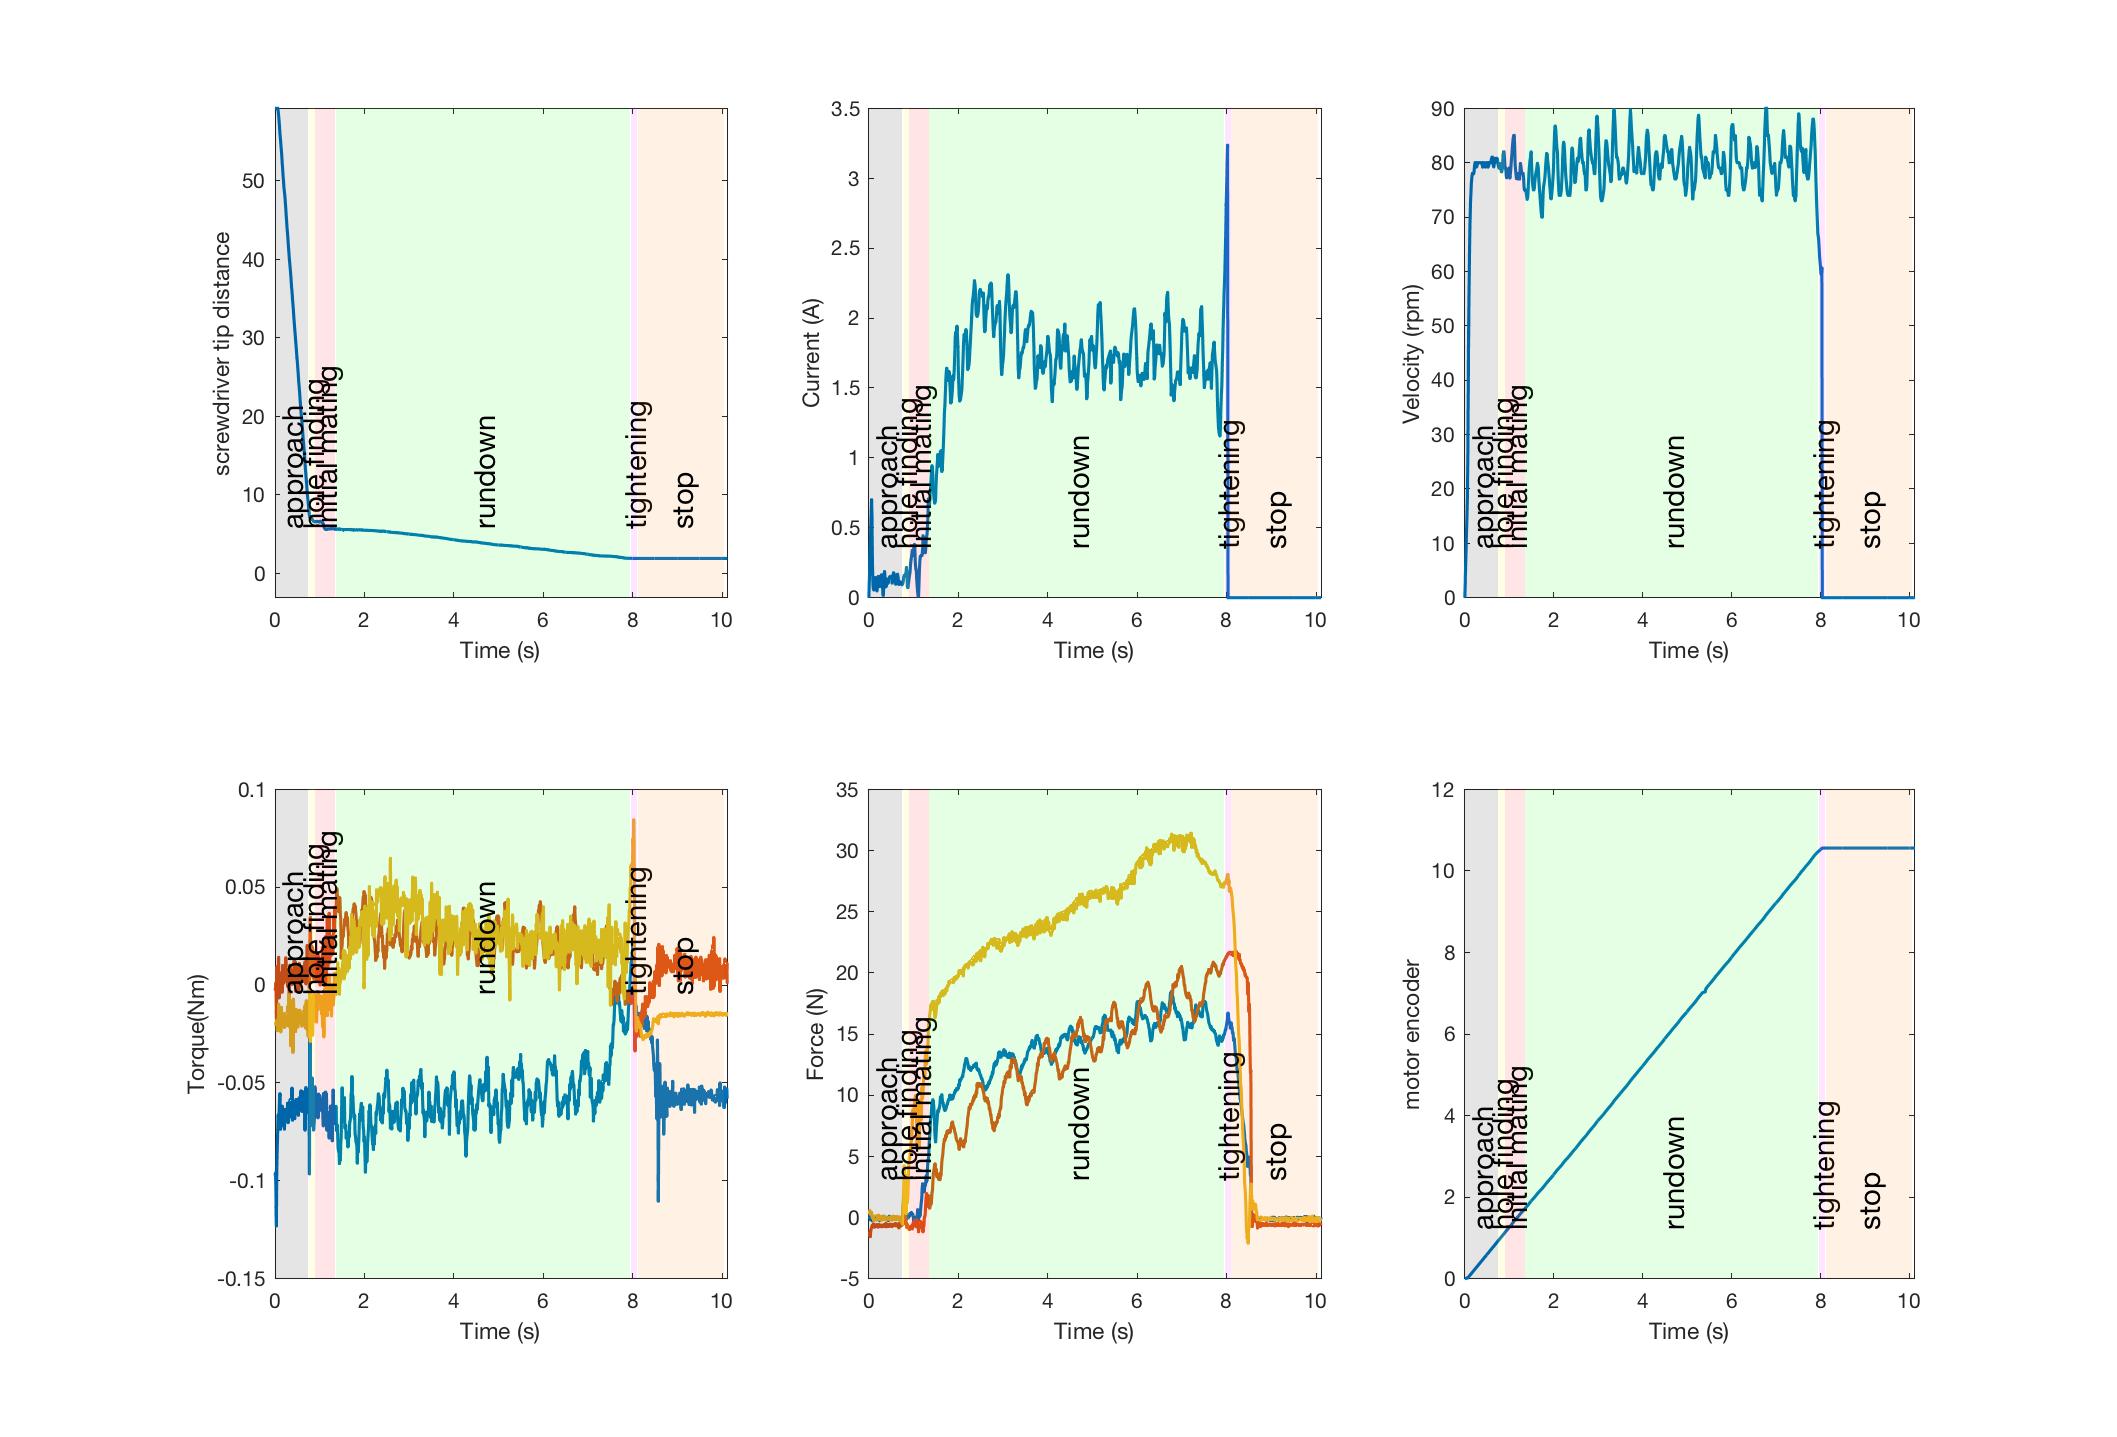 screwdriver tip distance
50
40
30
20
10
0
approach
hole finding
initial mating
rundown
tightening
stop
0 2 4 6 8 10
Time (s)
Current (A)
3.5
3
2.5
2
1.5
1
0.5
0
approach
hole finding
initial mating
rundown
tightening
stop
0 2 4 6 8 10
Time (s)
Velocity (rpm)
90
80
70
60
50
40
30
20
10
0
approach
hole finding
initial mating
rundown
tightening
stop
0 2 4 6 8 10
Time (s)
Torque(Nm)
0.1
0.05
0
-0.05
-0.1
-0.15
approach
hole finding
initial mating
rundown
tightening
stop
0 2 4 6 8 10
Time (s)
Force (N)
35
30
25
20
15
10
5
0
-5
approach
hole finding
initial mating
rundown
tightening
stop
0 2 4 6 8 10
Time (s)
motor encoder
12
10
8
6
4
2
0
approach
hole finding
initial mating
rundown
tightening
stop
0 2 4 6 8 10
Time (s)